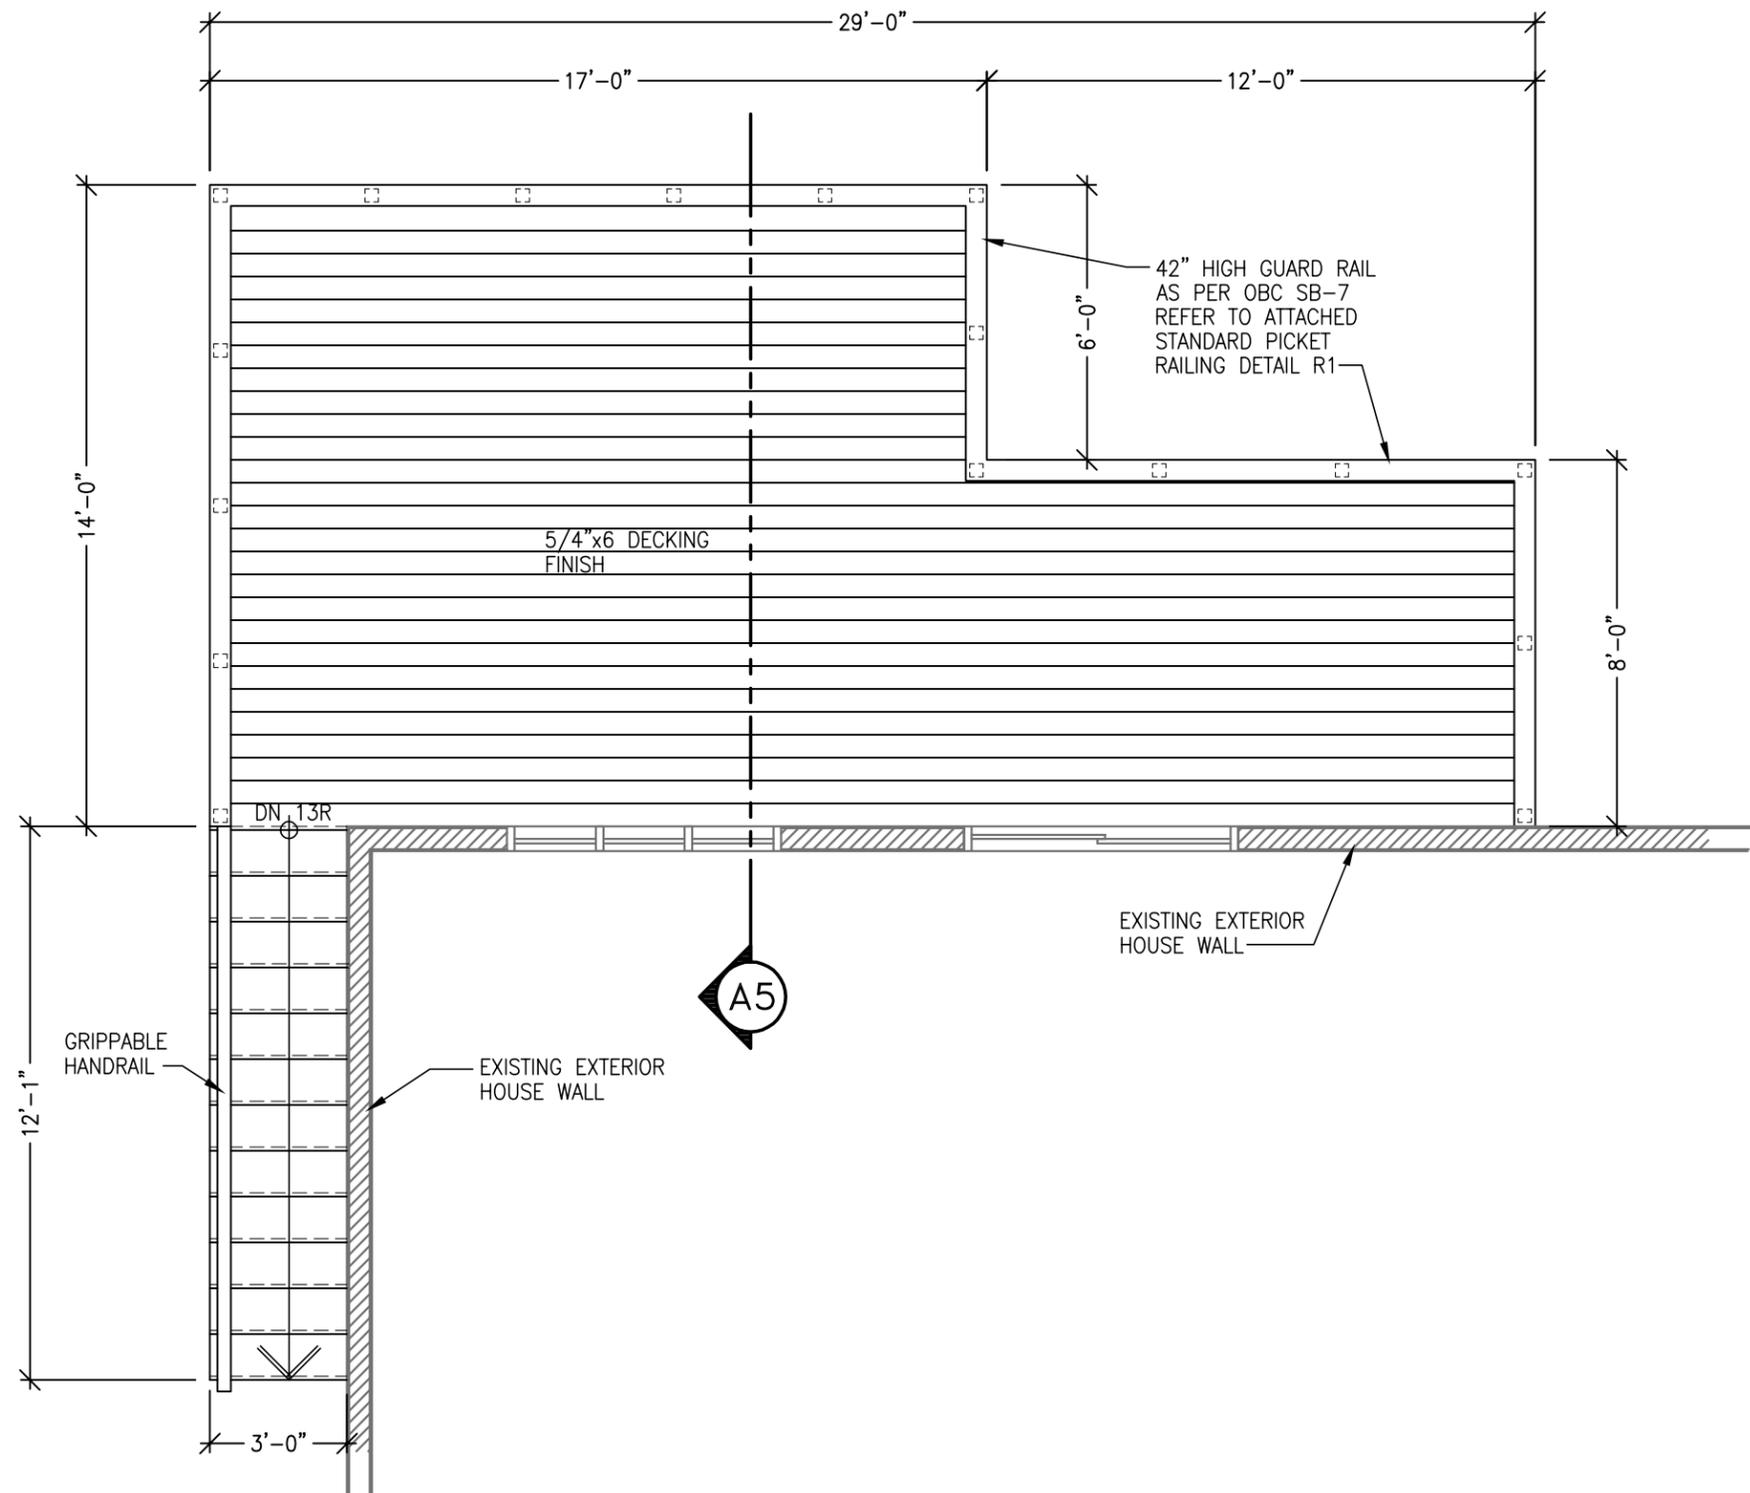 29'-0"
17'-0"
12'-0"
42" HIGH GUARD RAIL
AS PER OBC SB-7
REFER TO ATTACHED
STANDARD PICKET
RAILING DETAIL R1
6'-0"
14'-0"
5/4"x6 DECKING
FINISH
8'-0"
DN 13R
EXISTING EXTERIOR
HOUSE WALL
A5
GRIPPABLE
HANDRAIL
EXISTING EXTERIOR
HOUSE WALL
12'-1"
3'-0"